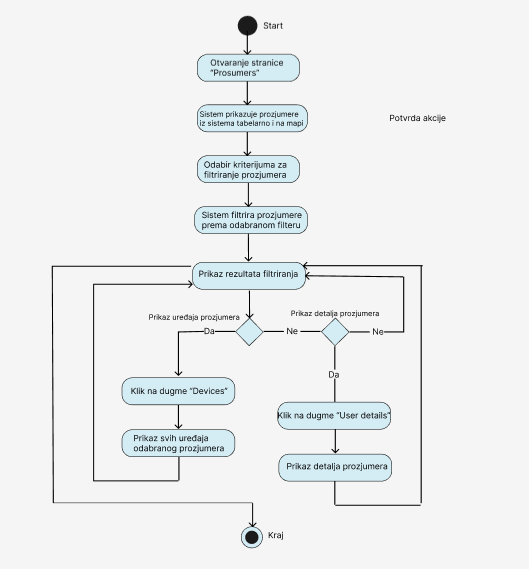 Start
Otvaranje stranice
"Prosumers"
Sistem prikazuje prozjumere
iz sistema tabelarno i na mapi
Potvrda akcije
Odabir kriterijuma za
filtriranje prozjumera
Sistem filtrira prozjumere
prema odabranom filteru
Prikaz rezultata filtriranja
Prikaz uređaja prozjumera
Prikaz detalja prozjumera
Da
Ne
Ne
Da
Klik na dugme "Devices"
Klik na dugme "User details"
Prikaz svih uređaja
odabranog prozjumera
Prikaz detalja prozjumera
Kraj